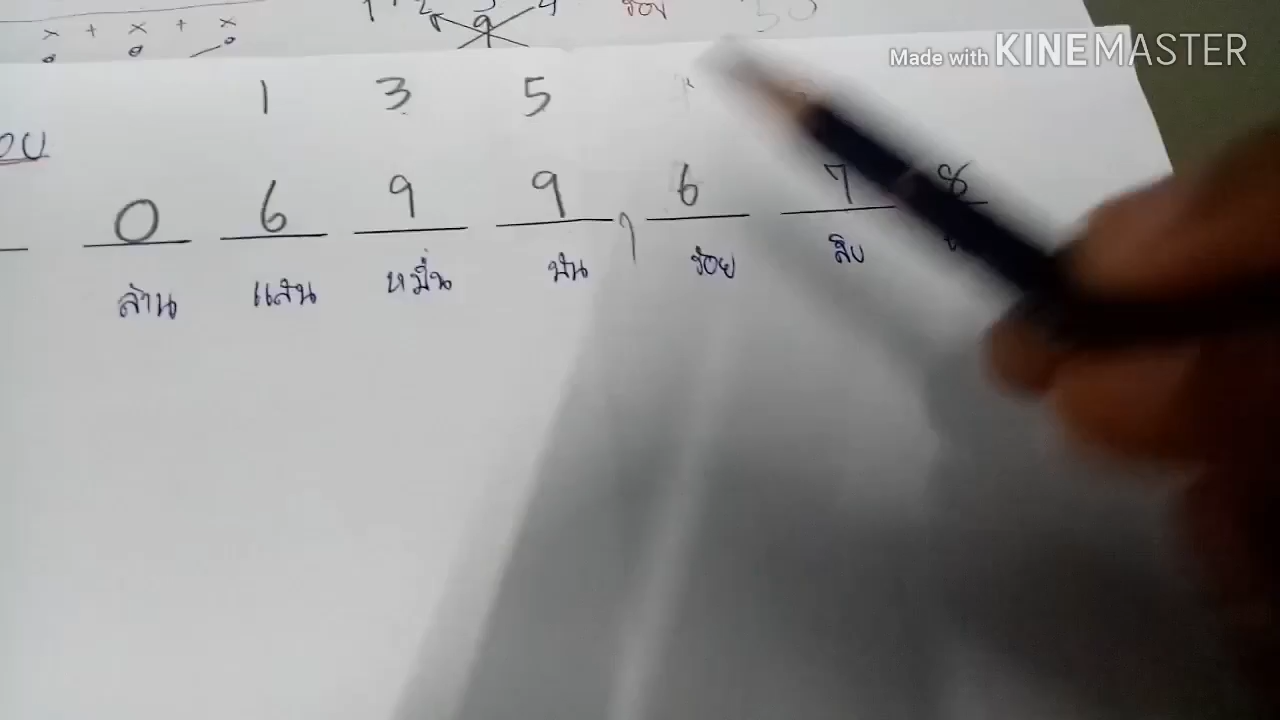 x + x + x
Made with KINEMASTER
1 3 5
0 6 9 9 , 6 7 8
ล้าน แสน หมื่น พัน ร้อย สิบ